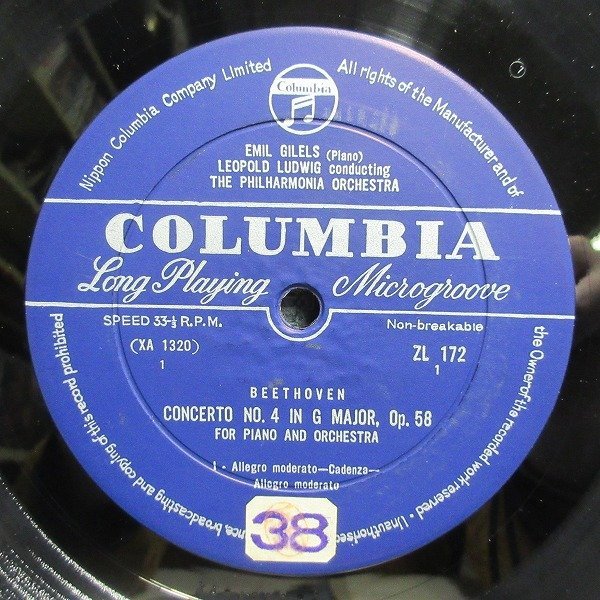 Nippon Columbia Company Limited
All rights of the Manufacturer and of
the Owner of the recorded work reserved • Unauthorised
nce, broadcasting and copying of this record prohibited
Columbia
EMIL GILELS (Piano)
LEOPOLD LUDWIG conducting
THE PHILHARMONIA ORCHESTRA
COLUMBIA
Long Playing Microgroove
SPEED 33-⅓ R.P.M. Non-breakable
(XA 1320) ZL 172
1 1
BEETHOVEN
CONCERTO NO. 4 IN G MAJOR, Op. 58
FOR PIANO AND ORCHESTRA
1 - Allegro moderato—Cadenza—
Allegro moderato
38